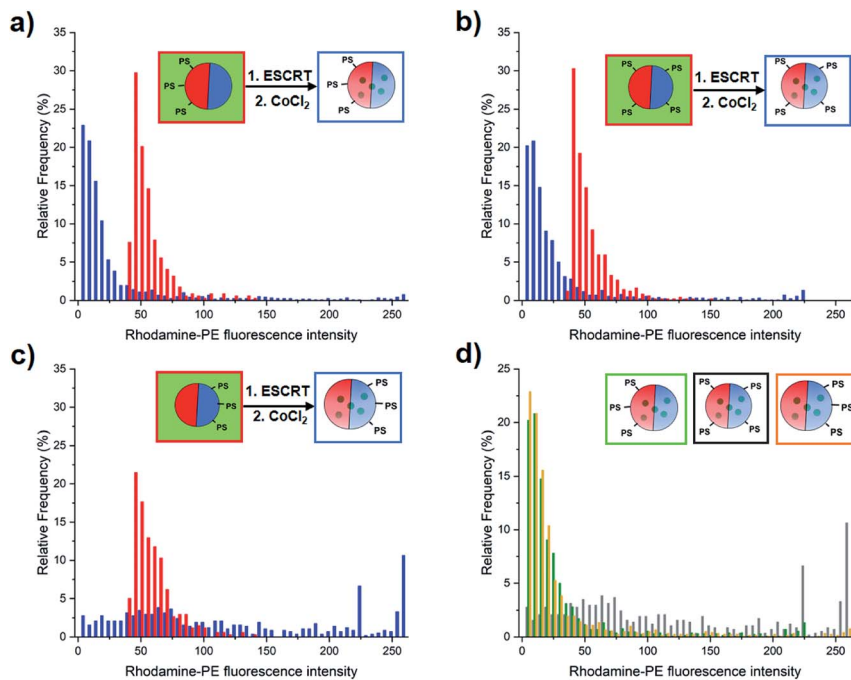 a)
35
30
25
20
15
10
5
0
Relative Frequency (%)
PS
PS
PS
1. ESCRT
2. CoCl2
PS
PS
PS
0 50 100 150 200 250
Rhodamine-PE fluorescence intensity
b)
35
30
25
20
15
10
5
0
Relative Frequency (%)
PS PS
PS PS
1. ESCRT
2. CoCl2
PS PS
PS PS
0 50 100 150 200 250
Rhodamine-PE fluorescence intensity
c)
35
30
25
20
15
10
5
0
Relative Frequency (%)
PS
PS
PS
1. ESCRT
2. CoCl2
PS
PS
PS
0 50 100 150 200 250
Rhodamine-PE fluorescence intensity
d)
25
20
15
10
5
0
Relative Frequency (%)
PS
PS
PS
PS PS
PS PS
PS
PS
PS
0 50 100 150 200 250
Rhodamine-PE fluorescence intensity